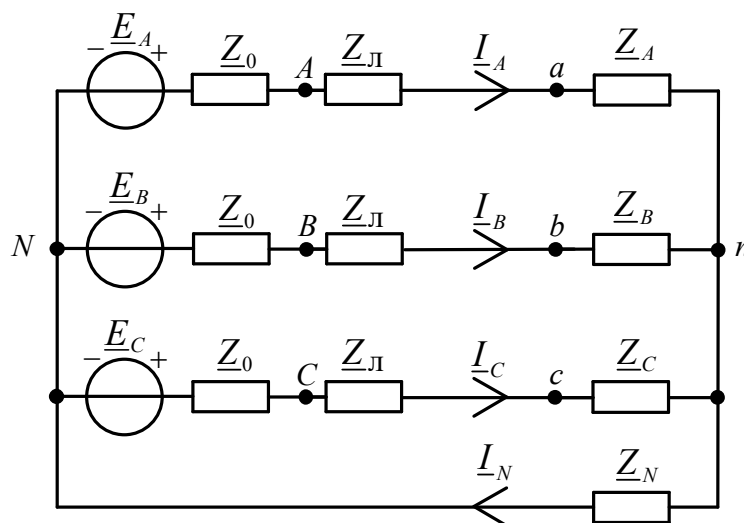 − E_A + Z_0 A Z_Л I_A a Z_A
− E_B + Z_0 B Z_Л I_B b Z_B
N n
− E_C + Z_0 C Z_Л I_C c Z_C
I_N Z_N